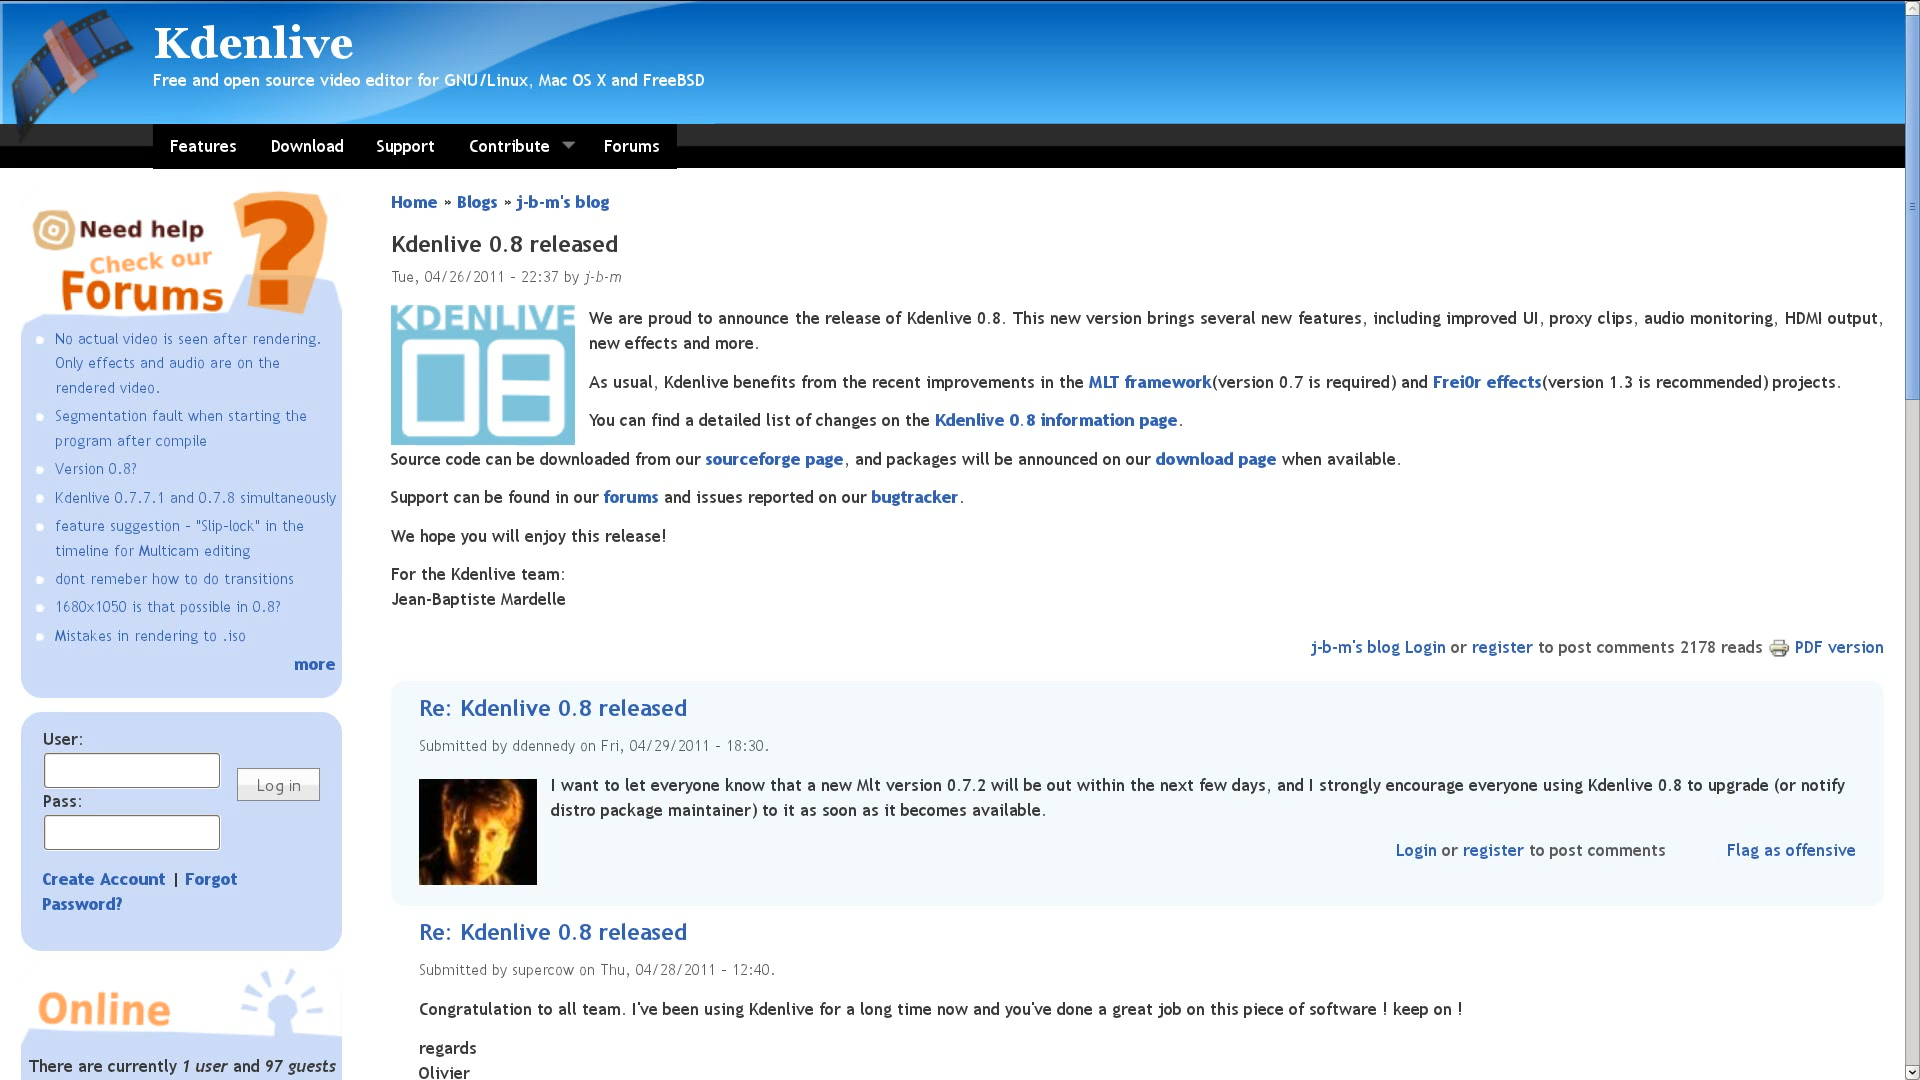 Kdenlive
Free and open source video editor for GNU/Linux, Mac OS X and FreeBSD
Features Download Support Contribute Forums
Need help
Check our
Forums
?
No actual video is seen after rendering.
Only effects and audio are on the
rendered video.
Segmentation fault when starting the
program after compile
Version 0.8?
Kdenlive 0.7.7.1 and 0.7.8 simultaneously
feature suggestion - "Slip-lock" in the
timeline for Multicam editing
dont remeber how to do transitions
1680x1050 is that possible in 0.8?
Mistakes in rendering to .iso
more
User:
Log in
Pass:
Create Account | Forgot
Password?
Online
There are currently 1 user and 97 guests
Home » Blogs » j-b-m's blog
Kdenlive 0.8 released
Tue, 04/26/2011 - 22:37 by j-b-m
KDENLIVE
08
We are proud to announce the release of Kdenlive 0.8. This new version brings several new features, including improved UI, proxy clips, audio monitoring, HDMI output,
new effects and more.
As usual, Kdenlive benefits from the recent improvements in the MLT framework(version 0.7 is required) and Frei0r effects(version 1.3 is recommended) projects.
You can find a detailed list of changes on the Kdenlive 0.8 information page.
Source code can be downloaded from our sourceforge page, and packages will be announced on our download page when available.
Support can be found in our forums and issues reported on our bugtracker.
We hope you will enjoy this release!
For the Kdenlive team:
Jean-Baptiste Mardelle
j-b-m's blog Login or register to post comments 2178 reads PDF version
Re: Kdenlive 0.8 released
Submitted by ddennedy on Fri, 04/29/2011 - 18:30.
I want to let everyone know that a new Mlt version 0.7.2 will be out within the next few days, and I strongly encourage everyone using Kdenlive 0.8 to upgrade (or notify
distro package maintainer) to it as soon as it becomes available.
Login or register to post comments Flag as offensive
Re: Kdenlive 0.8 released
Submitted by supercow on Thu, 04/28/2011 - 12:40.
Congratulation to all team. I've been using Kdenlive for a long time now and you've done a great job on this piece of software ! keep on !
regards
Olivier